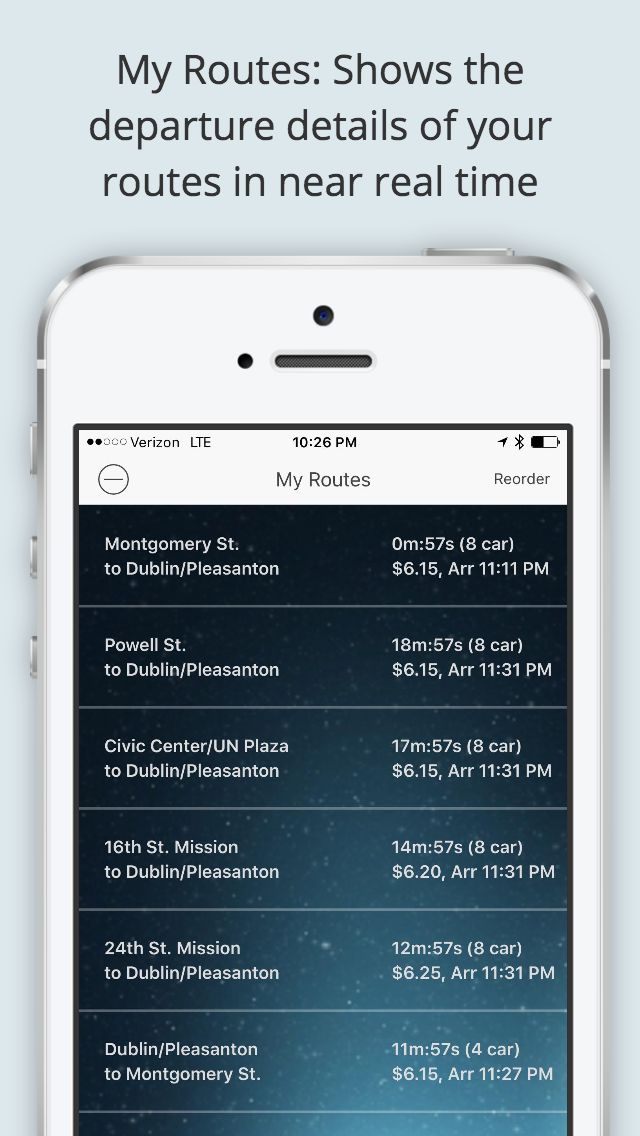 My Routes: Shows the
departure details of your
routes in near real time
Verizon LTE 10:26 PM
My Routes Reorder
Montgomery St. 0m:57s (8 car)
to Dublin/Pleasanton $6.15, Arr 11:11 PM
Powell St. 18m:57s (8 car)
to Dublin/Pleasanton $6.15, Arr 11:31 PM
Civic Center/UN Plaza 17m:57s (8 car)
to Dublin/Pleasanton $6.15, Arr 11:31 PM
16th St. Mission 14m:57s (8 car)
to Dublin/Pleasanton $6.20, Arr 11:31 PM
24th St. Mission 12m:57s (8 car)
to Dublin/Pleasanton $6.25, Arr 11:31 PM
Dublin/Pleasanton 11m:57s (4 car)
to Montgomery St. $6.15, Arr 11:27 PM